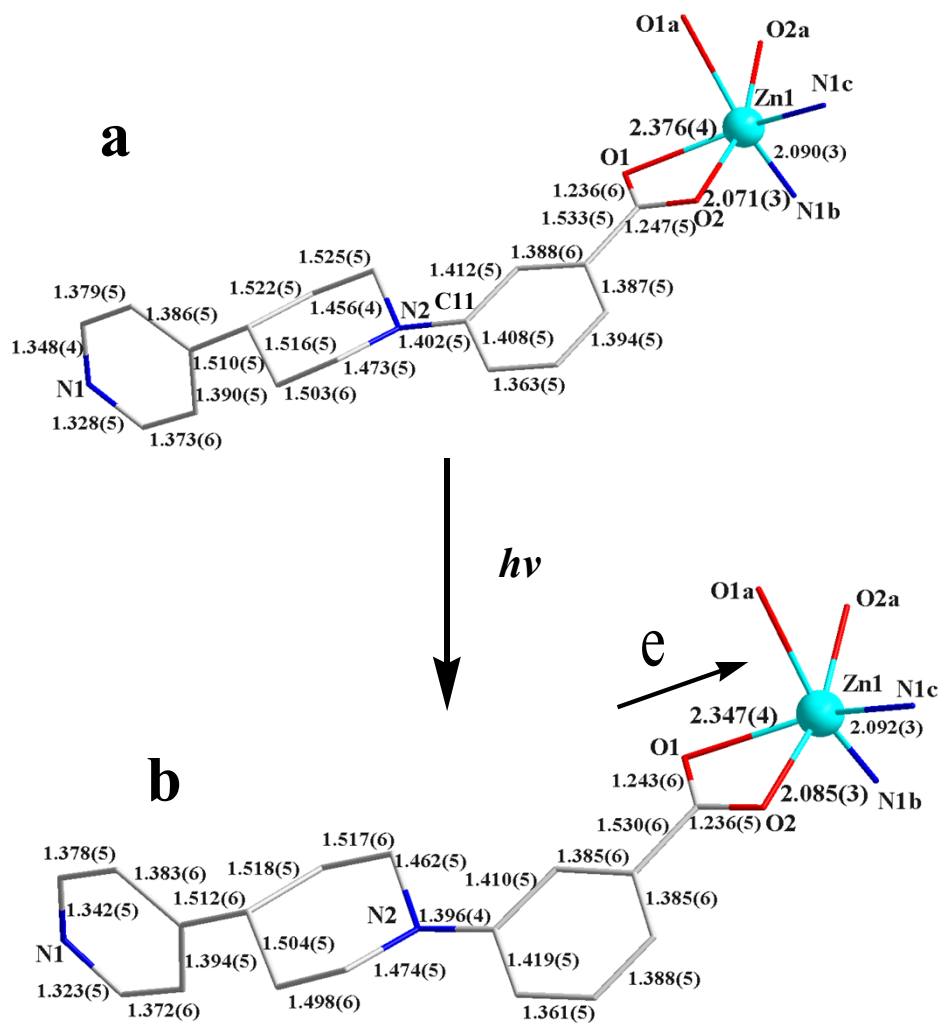 O1a
O2a
N1c
Zn1
a
2.376(4)
2.090(3)
O1
1.236(6)
2.071(3)
N1b
1.533(5)
1.247(5)
O2
1.525(5)
1.412(5)
1.388(6)
1.379(5)
1.522(5)
1.387(5)
1.386(5)
1.456(4)
N2
C11
1.348(4)
1.510(5)
1.516(5)
1.402(5)
1.408(5)
1.394(5)
N1
1.390(5)
1.503(6)
1.473(5)
1.363(5)
1.328(5)
1.373(6)
hν
O1a
O2a
e
Zn1
N1c
2.347(4)
2.092(3)
O1
b
1.243(6)
2.085(3)
N1b
1.530(6)
1.236(5)
O2
1.517(6)
1.378(5)
1.518(5)
1.462(5)
1.385(6)
1.383(6)
1.410(5)
1.385(6)
1.342(5)
1.512(6)
N2
1.396(4)
N1
1.504(5)
1.394(5)
1.474(5)
1.419(5)
1.388(5)
1.323(5)
1.372(6)
1.498(6)
1.361(5)